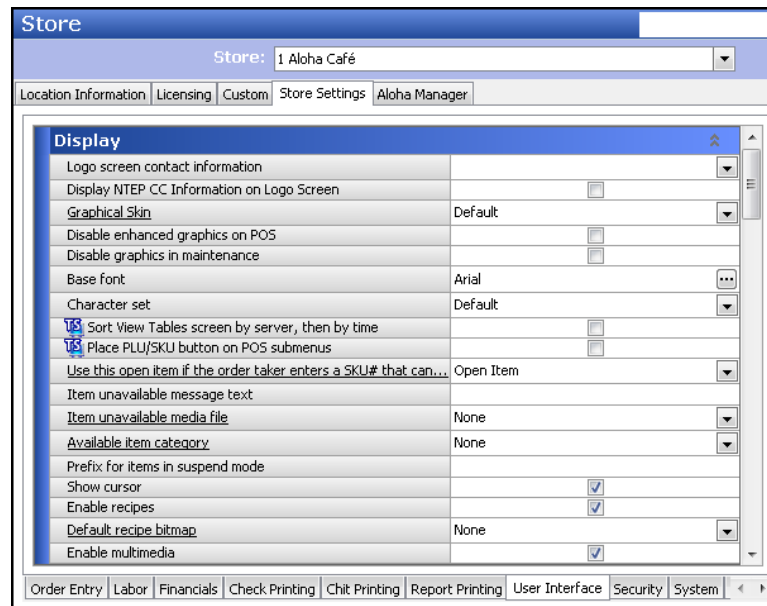 Store
Store: 1 Aloha Café
Location Information Licensing Custom Store Settings Aloha Manager
Display
Logo screen contact information
Display NTEP CC Information on Logo Screen
Graphical Skin Default
Disable enhanced graphics on POS
Disable graphics in maintenance
Base font Arial ...
Character set Default
TS Sort View Tables screen by server, then by time
TS Place PLU/SKU button on POS submenus
Use this open item if the order taker enters a SKU# that can... Open Item
Item unavailable message text
Item unavailable media file None
Available item category None
Prefix for items in suspend mode
Show cursor
Enable recipes
Default recipe bitmap None
Enable multimedia
Order Entry Labor Financials Check Printing Chit Printing Report Printing User Interface Security System